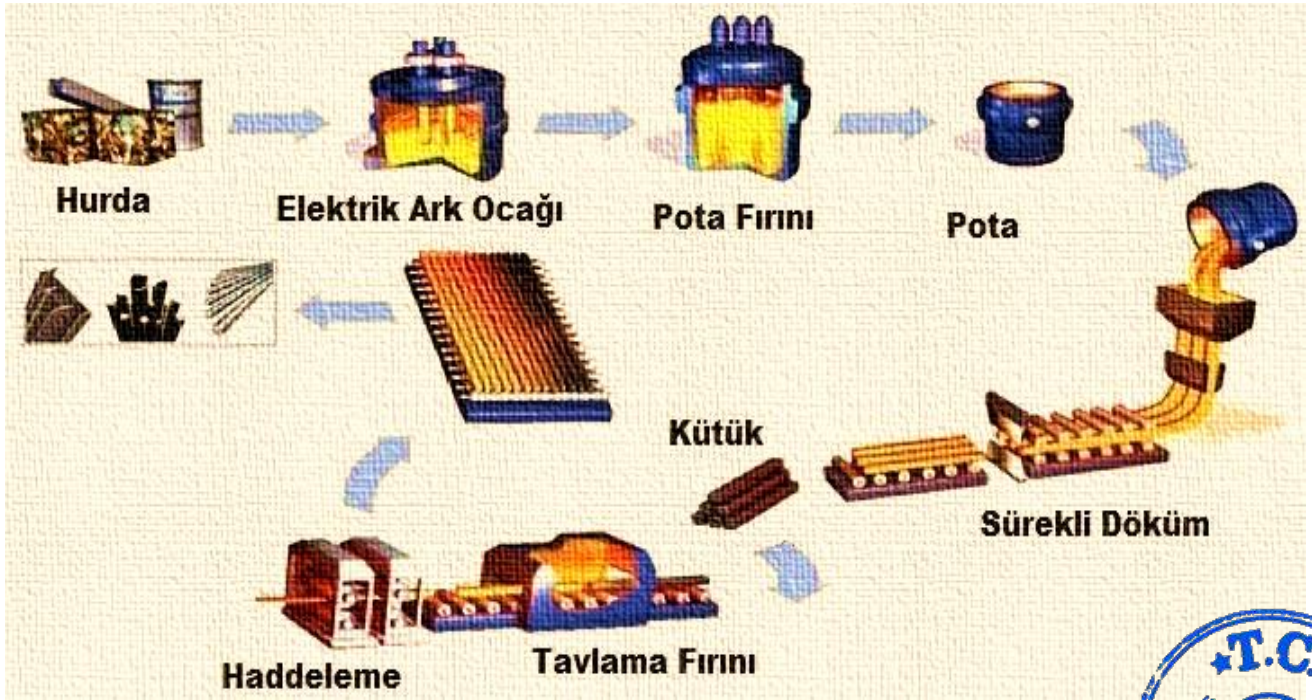 Hurda
Elektrik Ark Ocağı
Pota Fırını
Pota
Kütük
Sürekli Döküm
Tavlama Fırını
Haddeleme
T.C.